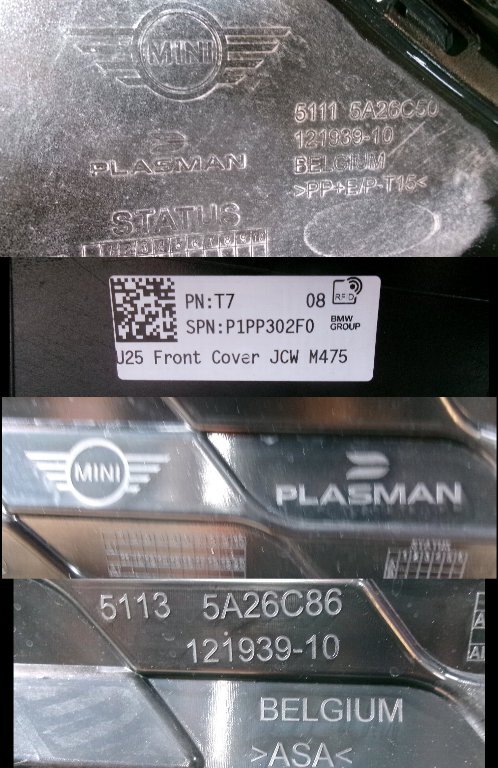 MINI
5111 5A26C50
121939-10
PLASMAN
BELGIUM
>PP+E/P-T15<
STATUS
PN:T7 08 RFID
SPN:P1PP302F0 BMW GROUP
U25 Front Cover JCW M475
MINI
PLASMAN
STATUS
5113 5A26C86
121939-10
BELGIUM
>ASA<